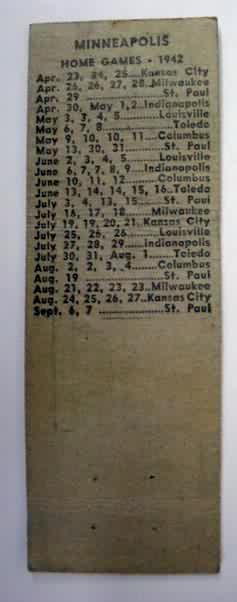 MINNEAPOLIS
HOME GAMES • 1942
Apr. 23, 24, 25....Kansas City
Apr. 26, 26, 27, 28..Milwaukee
Apr. 29 ..................St. Paul
Apr. 30, May 1, 2..Indianapolis
May 3, 3, 4, 5.........Louisville
May 6, 7, 8...............Toledo
May 9, 10, 10, 11....Columbus
May 13, 30, 31..........St. Paul
June 2, 3, 4, 5.......Louisville
June 6, 7, 7, 8, 9...Indianapolis
June 10, 11, 12.......Columbus
June 13, 14, 14, 15, 16..Toledo
July 3, 4, 13, 15.......St. Paul
July 16, 17, 18.......Milwaukee
July 19, 19, 20, 21..Kansas City
July 25, 26, 26.......Louisville
July 27, 28, 29.....Indianapolis
July 30, 31, Aug. 1......Toledo
Aug. 2, 2, 3, 4.......Columbus
Aug. 19 .................St. Paul
Aug. 21, 22, 23, 23..Milwaukee
Aug. 24, 25, 26, 27..Kansas City
Sept. 6, 7 ................St. Paul